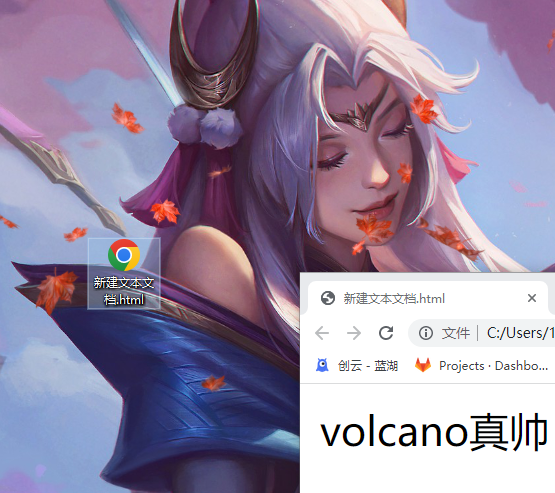 新建文本文
档.html
新建文本文档.html
文件 | C:/Users/1
创云 - 蓝湖
Projects · Dashbo...
volcano真帅